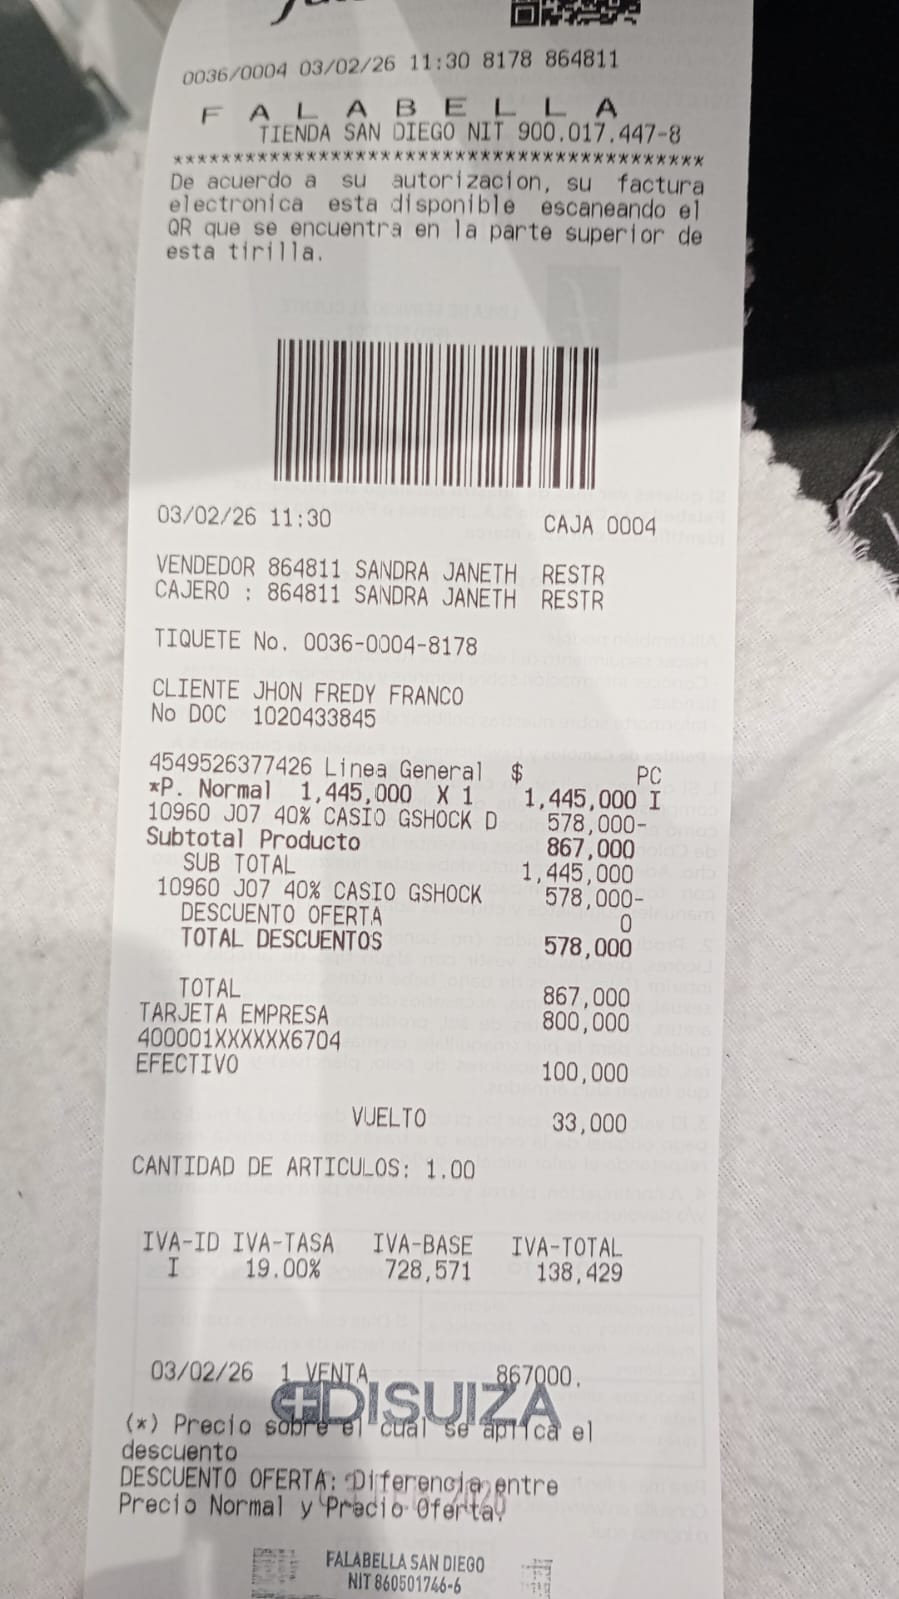 0036/0004 03/02/26 11:30 8178 864811
F A L A B E L L A
TIENDA SAN DIEGO NIT 900.017.447-8
******************************************
De acuerdo a su autorizacion, su factura
electronica esta disponible escaneando el
QR que se encuentra en la parte superior de
esta tirilla.
03/02/26 11:30 CAJA 0004
VENDEDOR 864811 SANDRA JANETH RESTR
CAJERO : 864811 SANDRA JANETH RESTR
TIQUETE No. 0036-0004-8178
CLIENTE JHON FREDY FRANCO
No DOC 1020433845
4549526377426 Linea General $ PC
*P. Normal 1,445,000 X 1 1,445,000 I
10960 J07 40% CASIO GSHOCK D 578,000-
Subtotal Producto 867,000
SUB TOTAL 1,445,000
10960 J07 40% CASIO GSHOCK 578,000-
DESCUENTO OFERTA 0
TOTAL DESCUENTOS 578,000
TOTAL 867,000
TARJETA EMPRESA 800,000
400001XXXXXX6704
EFECTIVO 100,000
VUELTO 33,000
CANTIDAD DE ARTICULOS: 1.00
IVA-ID IVA-TASA IVA-BASE IVA-TOTAL
I 19.00% 728,571 138,429
03/02/26 1 VENTA 867000.
DISUIZA
(*) Precio sobre el cual se aplica el
descuento
DESCUENTO OFERTA: Diferencia entre
Precio Normal y Precio Oferta.
FALABELLA SAN DIEGO
NIT 860501746-6